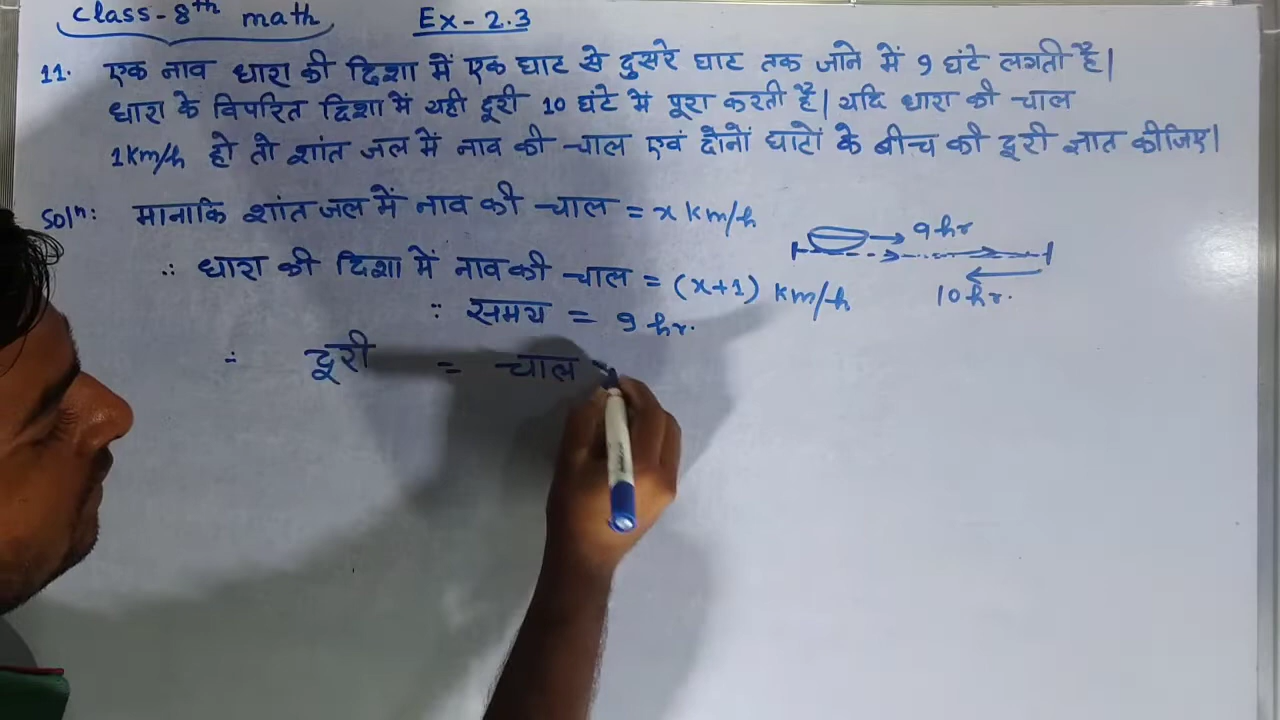 Class-8th math Ex-2.3
11. एक नाव धारा की दिशा में एक घाट से दुसरे घाट तक जाने में 9 घंटे लगती है|
धारा के विपरित दिशा में यही दूरी 10 घंटे में पूरा करती है| यदि धारा की चाल
1Km/h हो तो शांत जल में नाव की चाल एवं दोनों घाटों के बीच की दूरी ज्ञात कीजिए|
Solⁿ: मानाकि शांत जल में नाव की चाल = x Km/h
9 hr
∴ धारा की दिशा में नाव की चाल = (x+1) Km/h
10 hr.
∵ समय = 9 hr.
∴ दूरी = चाल